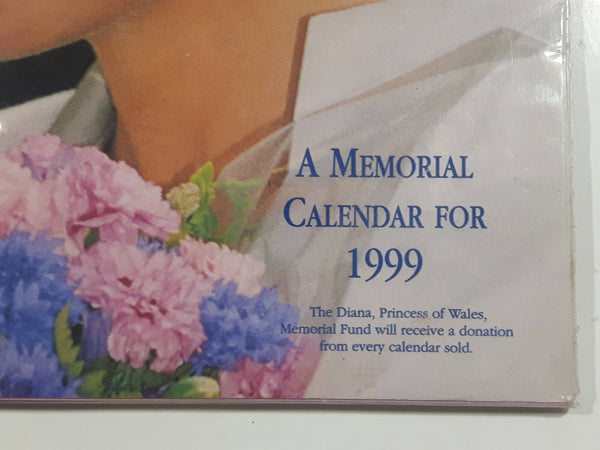 A MEMORIAL
CALENDAR FOR
1999
The Diana, Princess of Wales,
Memorial Fund will receive a donation
from every calendar sold.